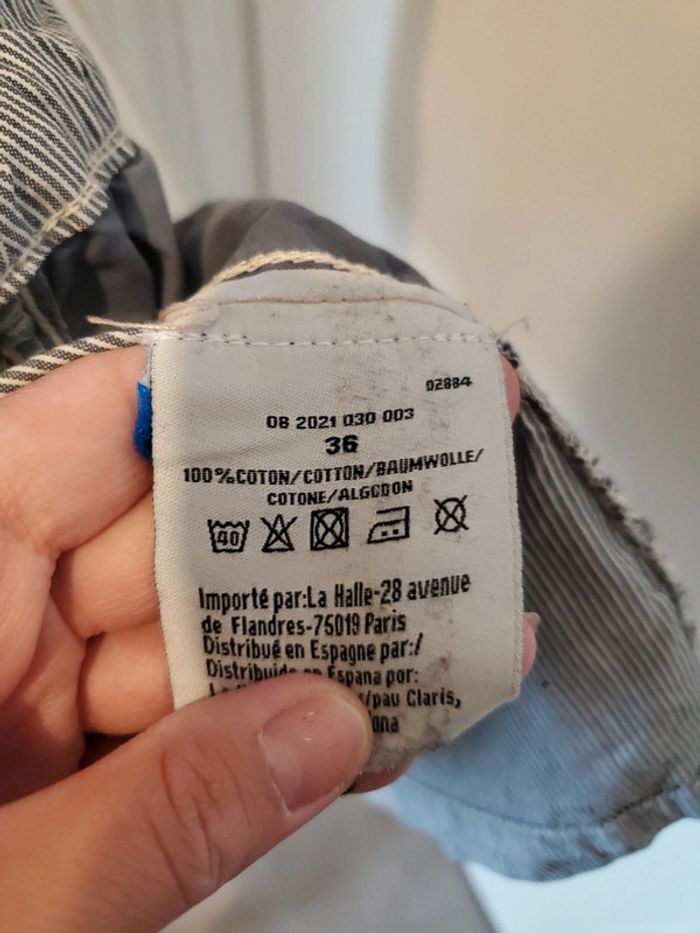 02884
08 2021 030 003
36
100%COTON/COTTON/BAUMWOLLE/
COTONE/ALGODON
40
Importé par:La Halle-28 avenue
de Flandres-75019 Paris
Distribué en Espagne par:/
Distribuido en Espana por:
/pau Claris,